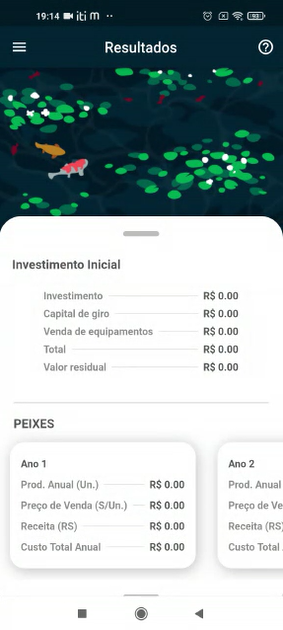 19:14 iti m 93
Resultados
Investimento Inicial
Investimento R$ 0.00
Capital de giro R$ 0.00
Venda de equipamentos R$ 0.00
Total R$ 0.00
Valor residual R$ 0.00
PEIXES
Ano 1
Prod. Anual (Un.) R$ 0.00
Preço de Venda (S/Un.) R$ 0.00
Receita (RS) R$ 0.00
Custo Total Anual R$ 0.00
Ano 2
Prod. Anual
Preço de Ve
Receita (RS)
Custo Total